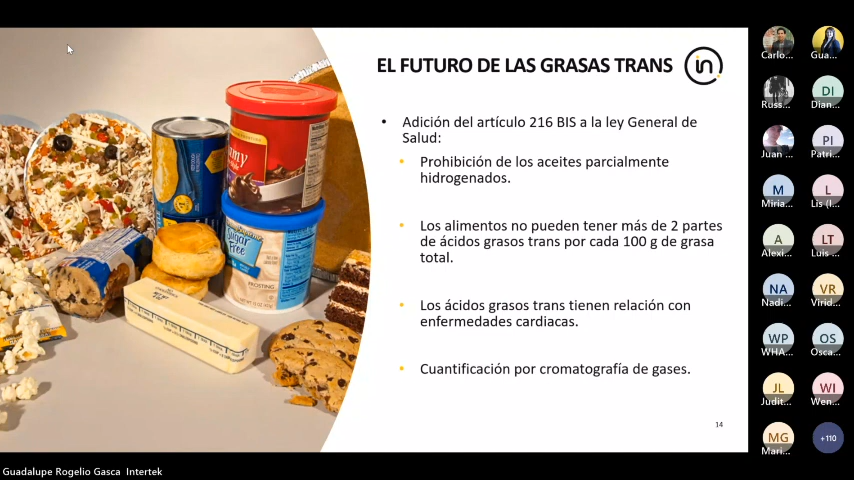 EL FUTURO DE LAS GRASAS TRANS
in
• Adición del artículo 216 BIS a la ley General de
Salud:
• Prohibición de los aceites parcialmente
hidrogenados.
• Los alimentos no pueden tener más de 2 partes
de ácidos grasos trans por cada 100 g de grasa
total.
• Los ácidos grasos trans tienen relación con
enfermedades cardiacas.
• Cuantificación por cromatografía de gases.
14
Sugar
Free
FROSTING
Carlo...
Gua...
Russ...
DI
Dian...
Juan ...
PI
Patri...
M
Miria...
L
Lis (I...
A
Alexi...
LT
Luis ...
NA
Nadi...
VR
Virid...
WP
WHA...
OS
Osca...
JL
Judit...
WI
Wen...
MG
Mari...
+110
Guadalupe Rogelio Gasca Intertek